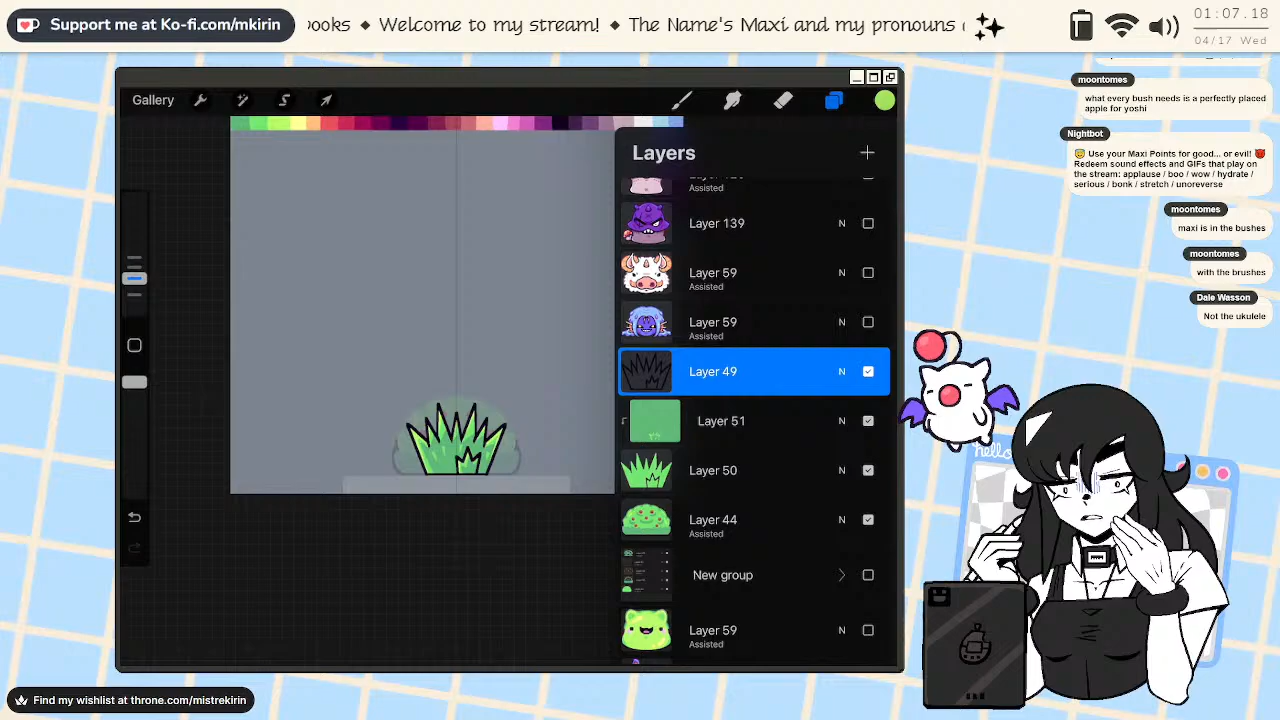 Support me at Ko-fi.com/mkirin
ooks ◆ Welcome to my stream! ◆ The Name's Maxi and my pronouns
01:07.18
04/17 Wed
Gallery
Layers
Assisted
Layer 139
N
Layer 59
N
Assisted
Layer 59
N
Assisted
Layer 49
N
Layer 51
N
Layer 50
N
Layer 44
N
Assisted
New group
Layer 59
N
Assisted
moontomes
what every bush needs is a perfectly placed
apple for yoshi
Nightbot
😇 Use your Maxi Points for good... or evil! 😈
Redeem sound effects and GIFs that play on
the stream: applause / boo / wow / hydrate /
serious / bonk / stretch / unoreverse
moontomes
maxi is in the bushes
moontomes
with the brushes
Dale Wasson
Not the ukulele
hello
Find my wishlist at throne.com/mistrekirin